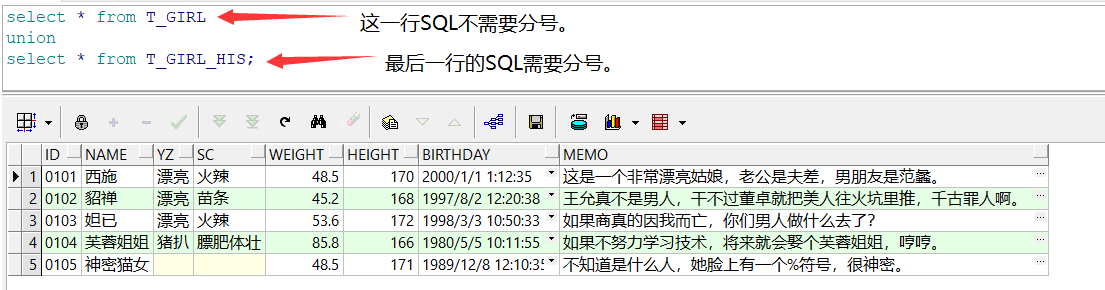 select * from T_GIRL
这一行SQL不需要分号。
union
select * from T_GIRL_HIS;
最后一行的SQL需要分号。
ID NAME YZ SC WEIGHT HEIGHT BIRTHDAY MEMO
1 0101 西施 漂亮 火辣 48.5 170 2000/1/1 1:12:35 这是一个非常漂亮姑娘，老公是夫差，男朋友是范蠡。
2 0102 貂禅 漂亮 苗条 45.2 168 1997/8/2 12:20:38 王允真不是男人，干不过董卓就把美人往火坑里推，千古罪人啊。
3 0103 妲已 漂亮 火辣 53.6 172 1998/3/3 10:50:33 如果商真的因我而亡，你们男人做什么去了？
4 0104 芙蓉姐姐 猪扒 膘肥体壮 85.8 166 1980/5/5 10:11:55 如果不努力学习技术，将来就会娶个芙蓉姐姐，哼哼。
5 0105 神密猫女 48.5 171 1989/12/8 12:10:35 不知道是什么人，她脸上有一个%符号，很神密。